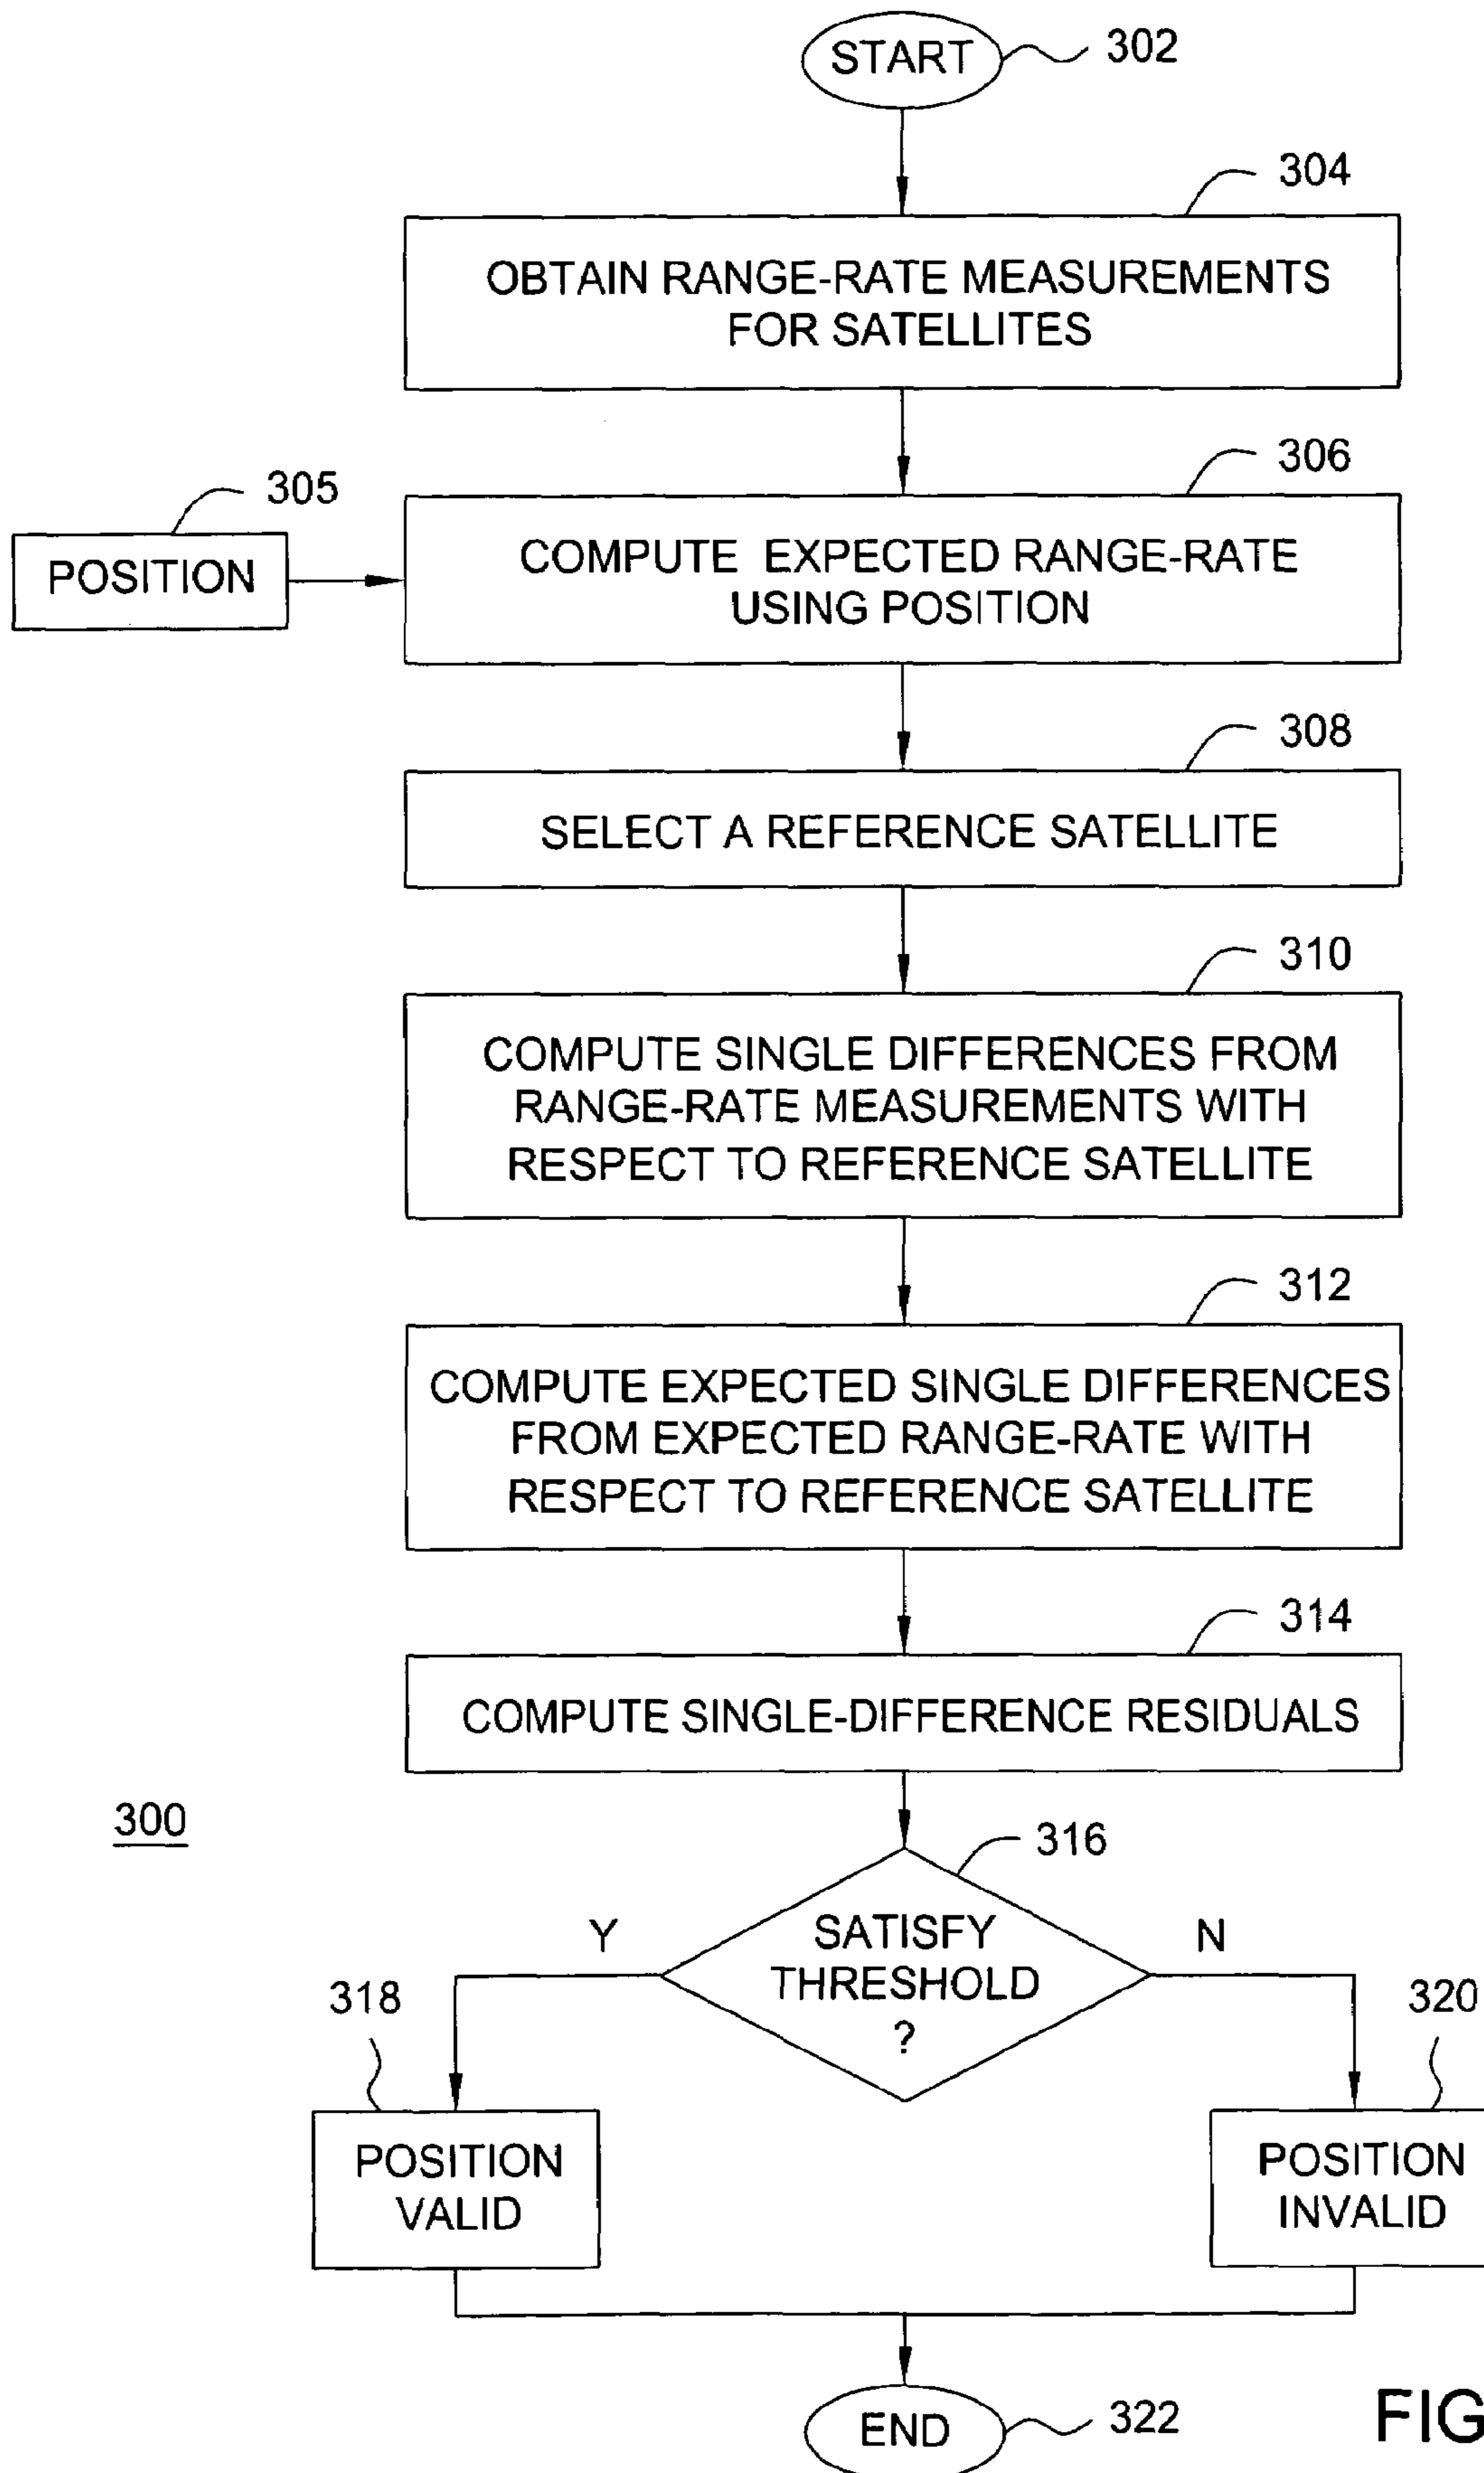 START
302
304
OBTAIN RANGE-RATE MEASUREMENTS
FOR SATELLITES
305
306
POSITION
COMPUTE EXPECTED RANGE-RATE
USING POSITION
308
SELECT A REFERENCE SATELLITE
310
COMPUTE SINGLE DIFFERENCES FROM
RANGE-RATE MEASUREMENTS WITH
RESPECT TO REFERENCE SATELLITE
312
COMPUTE EXPECTED SINGLE DIFFERENCES
FROM EXPECTED RANGE-RATE WITH
RESPECT TO REFERENCE SATELLITE
314
COMPUTE SINGLE-DIFFERENCE RESIDUALS
300
316
Y
SATISFY
THRESHOLD
?
N
318
320
POSITION
VALID
POSITION
INVALID
END
322
FIG